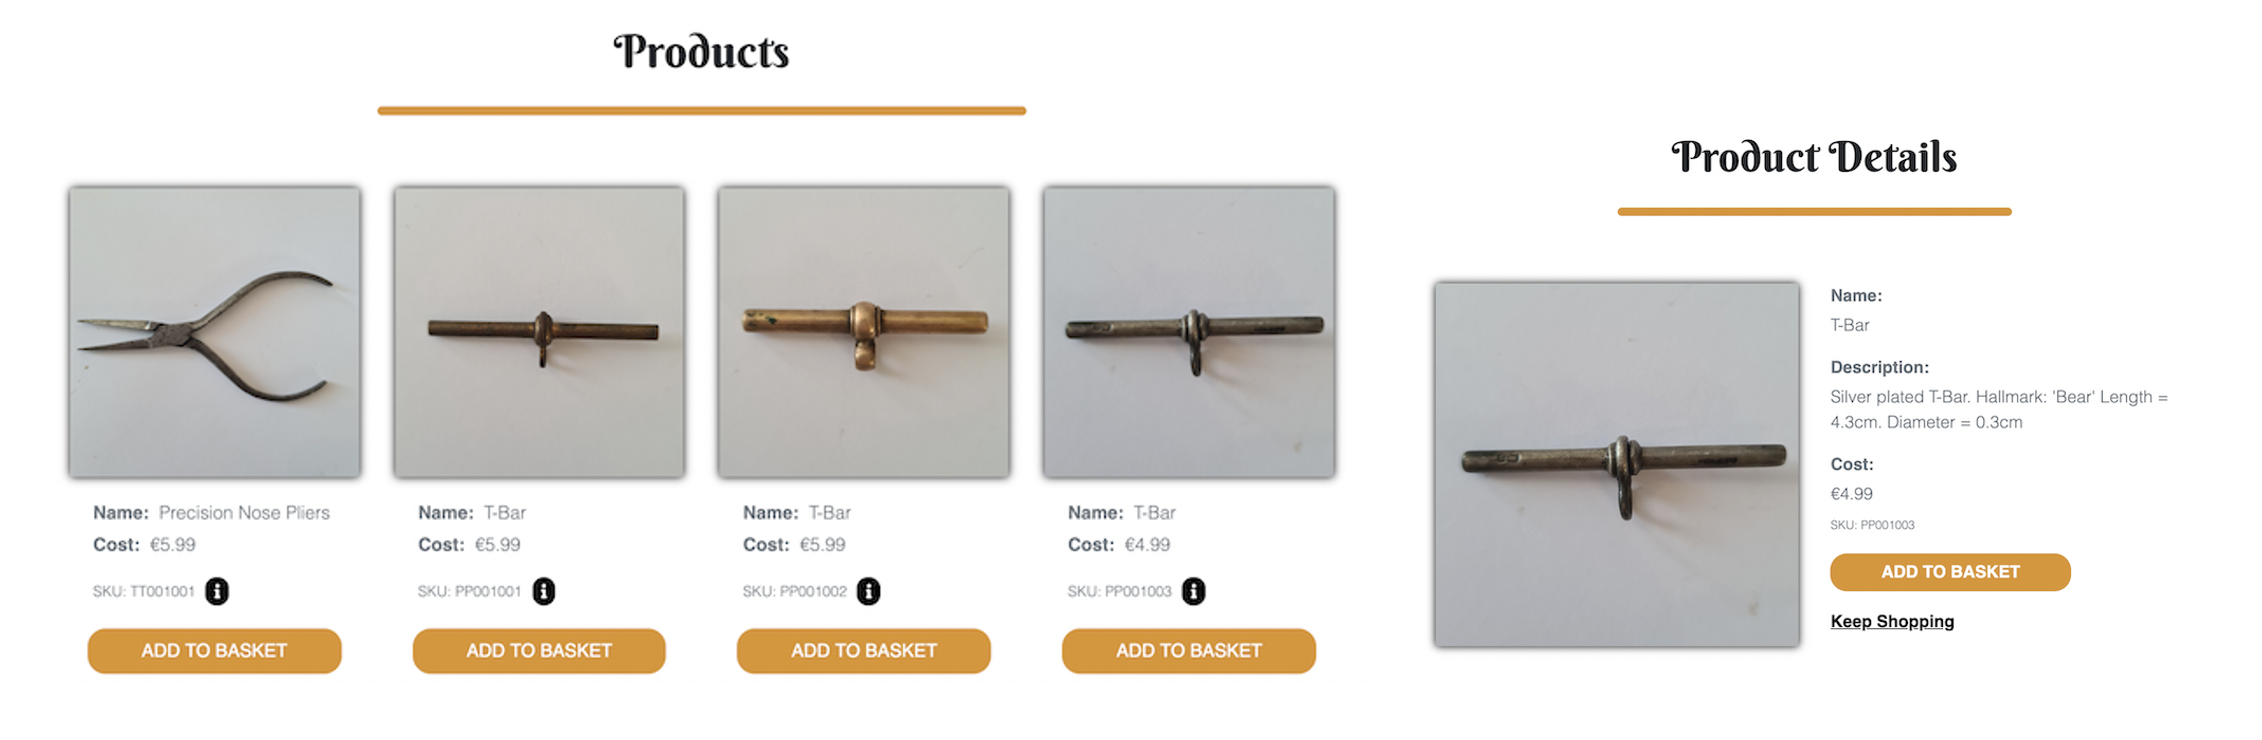 Products
Name: Precision Nose Pliers
Cost: €5.99
SKU: TT001001
ADD TO BASKET
Name: T-Bar
Cost: €5.99
SKU: PP001001
ADD TO BASKET
Name: T-Bar
Cost: €5.99
SKU: PP001002
ADD TO BASKET
Name: T-Bar
Cost: €4.99
SKU: PP001003
ADD TO BASKET
Product Details
Name:
T-Bar
Description:
Silver plated T-Bar. Hallmark: 'Bear' Length =
4.3cm. Diameter = 0.3cm
Cost:
€4.99
SKU: PP001003
ADD TO BASKET
Keep Shopping